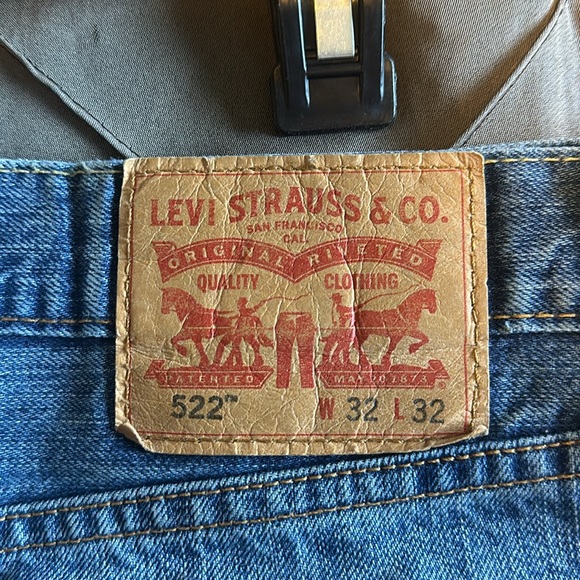 LEVI STRAUSS & CO.
SAN FRANCISCO
CAL.
ORIGINAL RIVETED
QUALITY CLOTHING
PATENTED MAY 20 1873
522™ W 32 L 32